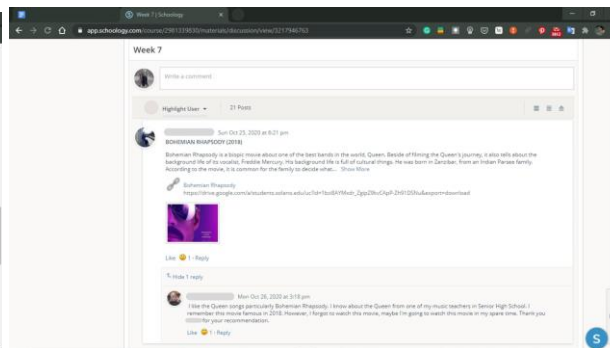 Week 7 | Schoology
app.schoology.com/course/2981339830/materials/discussion/view/3217946763
Week 7
Write a comment
Highlight User
21 Posts
Sun Oct 25, 2020 at 6:21 pm
BOHEMIAN RHAPSODY (2018)
Bohemian Rhapsody is a biopic movie about one of the best bands in the world, Queen. Beside of filming the Queen's journey, it also tells about the
background life of its vocalist, Freddie Mercury. His background life is full of cultural things. He was born in Zanzibar, from an Indian Parsee family.
According to the movie, it is common for the family to decide what... Show More
Bohemian Rhapsody
Like 1 · Reply
Hide 1 reply
Mon Oct 26, 2020 at 3:18 pm
I like the Queen songs particularly Bohemian Rhapsody. I know about the Queen from one of my music teachers in Senior High School. I
remember this movie famous in 2018. However, I forgot to watch this movie, maybe I'm going to watch this movie in my spare time. Thank you
for your recommendation.
Like 1 · Reply
S